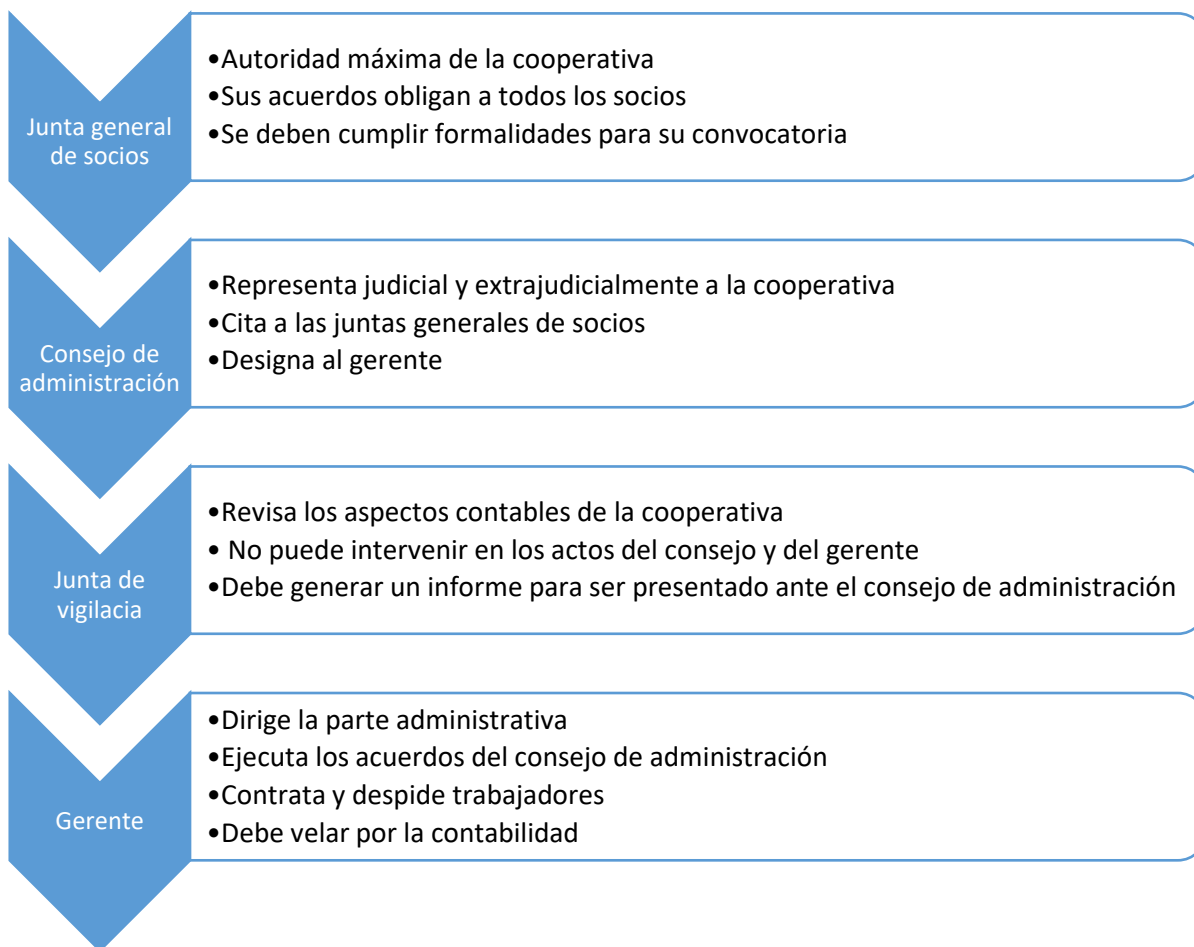 Junta general
de socios
•Autoridad máxima de la cooperativa
•Sus acuerdos obligan a todos los socios
•Se deben cumplir formalidades para su convocatoria
Consejo de
administración
•Representa judicial y extrajudicialmente a la cooperativa
•Cita a las juntas generales de socios
•Designa al gerente
Junta de
vigilacia
•Revisa los aspectos contables de la cooperativa
• No puede intervenir en los actos del consejo y del gerente
•Debe generar un informe para ser presentado ante el consejo de administración
Gerente
•Dirige la parte administrativa
•Ejecuta los acuerdos del consejo de administración
•Contrata y despide trabajadores
•Debe velar por la contabilidad